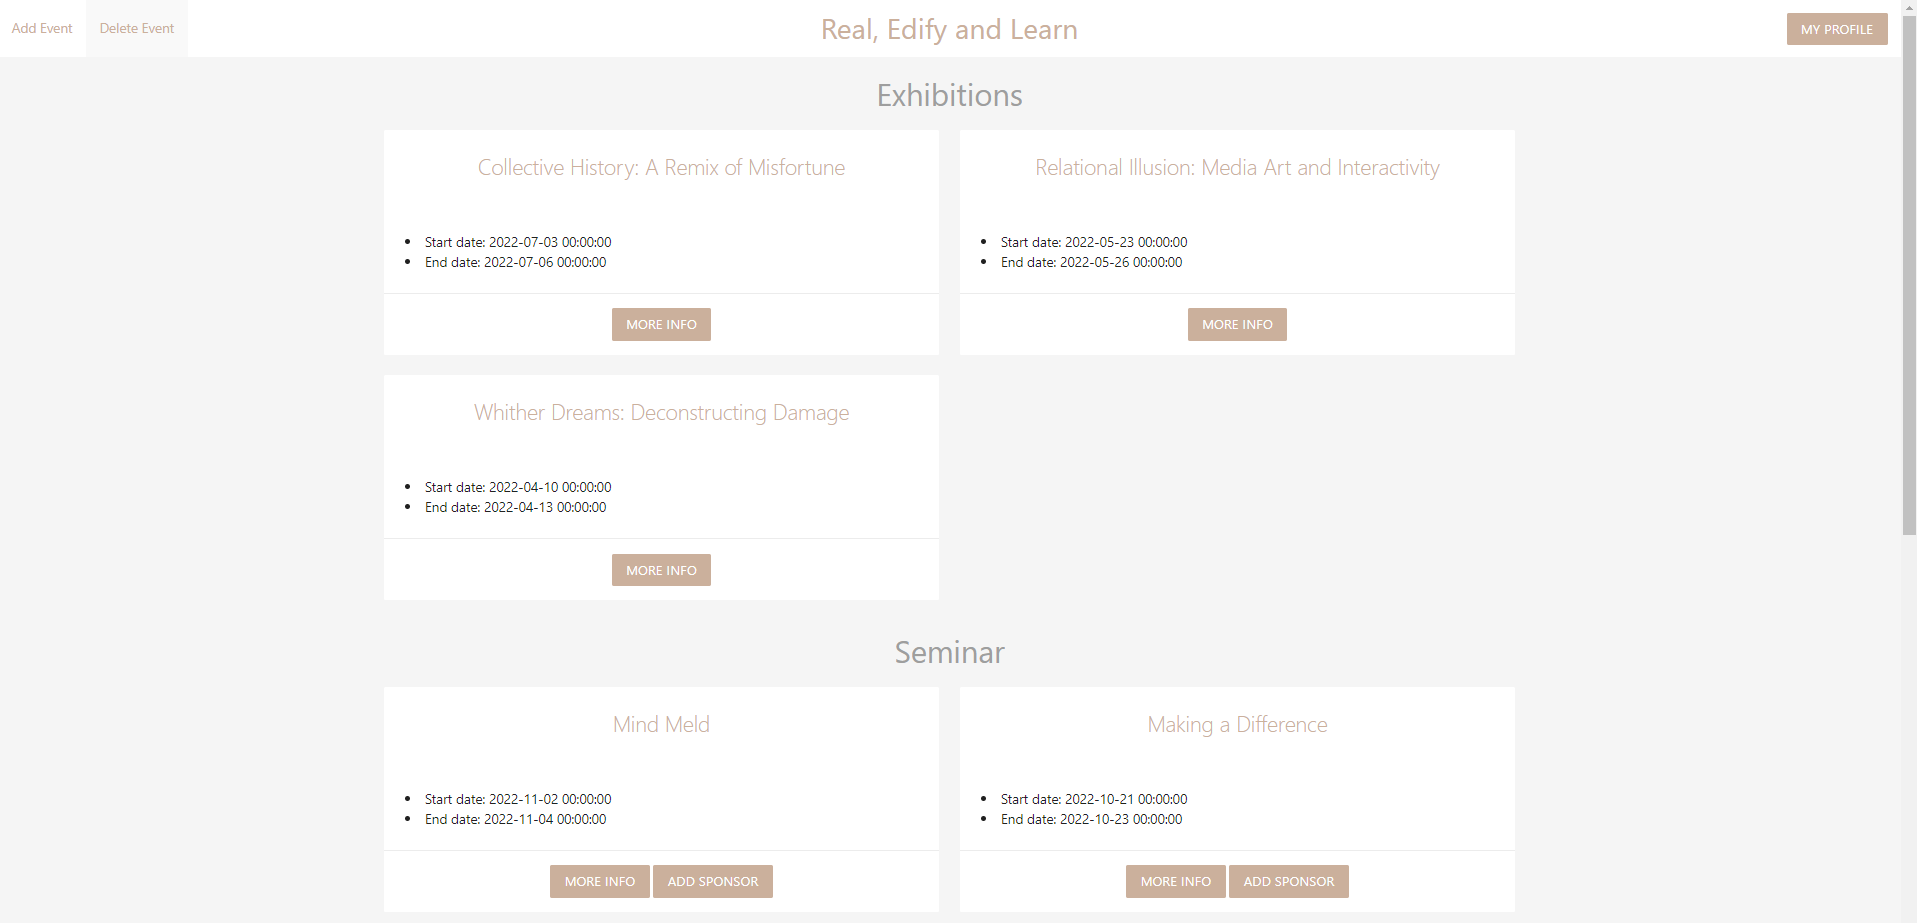 Add Event
Delete Event
Real, Edify and Learn
MY PROFILE
Exhibitions
Collective History: A Remix of Misfortune
Start date: 2022-07-03 00:00:00
End date: 2022-07-06 00:00:00
MORE INFO
Relational Illusion: Media Art and Interactivity
Start date: 2022-05-23 00:00:00
End date: 2022-05-26 00:00:00
MORE INFO
Whither Dreams: Deconstructing Damage
Start date: 2022-04-10 00:00:00
End date: 2022-04-13 00:00:00
MORE INFO
Seminar
Mind Meld
Start date: 2022-11-02 00:00:00
End date: 2022-11-04 00:00:00
MORE INFO
ADD SPONSOR
Making a Difference
Start date: 2022-10-21 00:00:00
End date: 2022-10-23 00:00:00
MORE INFO
ADD SPONSOR